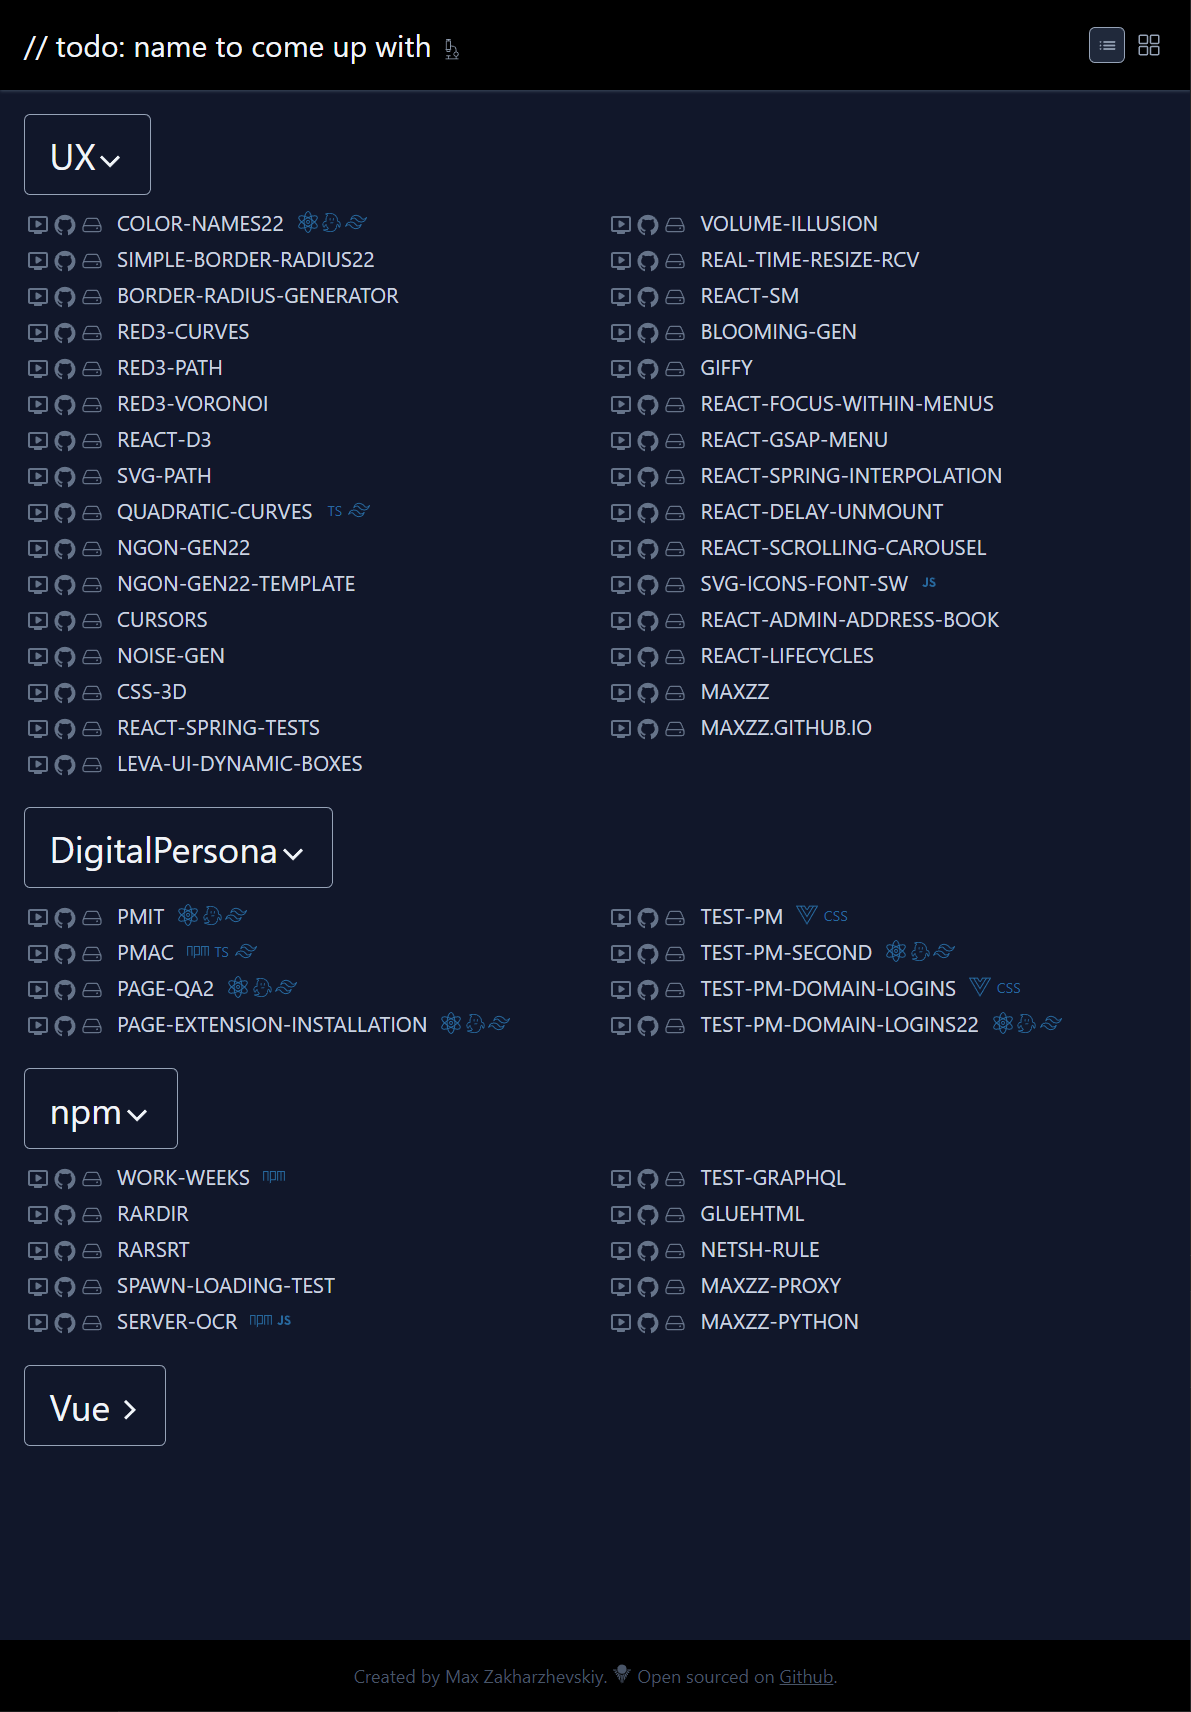 // todo: name to come up with
UX
COLOR-NAMES22
SIMPLE-BORDER-RADIUS22
BORDER-RADIUS-GENERATOR
RED3-CURVES
RED3-PATH
RED3-VORONOI
REACT-D3
SVG-PATH
QUADRATIC-CURVES TS
NGON-GEN22
NGON-GEN22-TEMPLATE
CURSORS
NOISE-GEN
CSS-3D
REACT-SPRING-TESTS
LEVA-UI-DYNAMIC-BOXES
VOLUME-ILLUSION
REAL-TIME-RESIZE-RCV
REACT-SM
BLOOMING-GEN
GIFFY
REACT-FOCUS-WITHIN-MENUS
REACT-GSAP-MENU
REACT-SPRING-INTERPOLATION
REACT-DELAY-UNMOUNT
REACT-SCROLLING-CAROUSEL
SVG-ICONS-FONT-SW JS
REACT-ADMIN-ADDRESS-BOOK
REACT-LIFECYCLES
MAXZZ
MAXZZ.GITHUB.IO
DigitalPersona
PMIT
PMAC npm TS
PAGE-QA2
PAGE-EXTENSION-INSTALLATION
TEST-PM CSS
TEST-PM-SECOND
TEST-PM-DOMAIN-LOGINS CSS
TEST-PM-DOMAIN-LOGINS22
npm
WORK-WEEKS npm
RARDIR
RARSRT
SPAWN-LOADING-TEST
SERVER-OCR npm JS
TEST-GRAPHQL
GLUEHTML
NETSH-RULE
MAXZZ-PROXY
MAXZZ-PYTHON
Vue
Created by Max Zakharzhevskiy. Open sourced on Github.